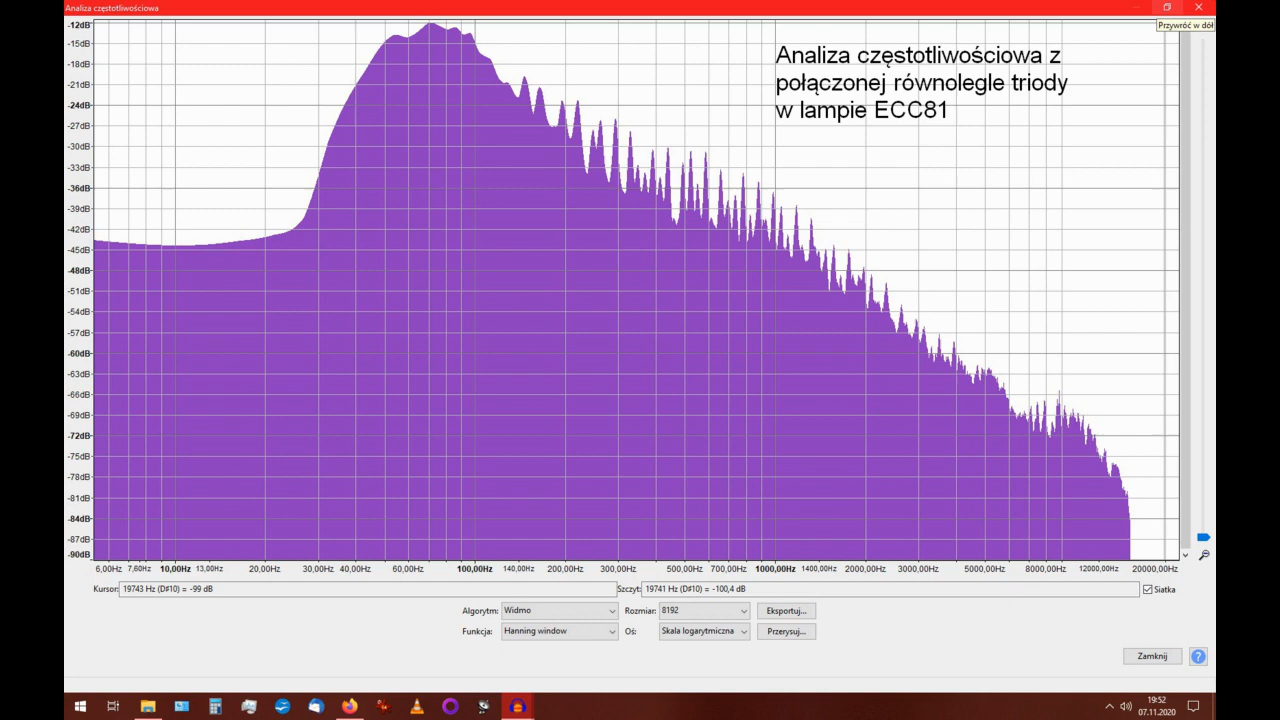 Analiza częstotliwościowa
Przywróć w dół
Analiza częstotliwościowa z
połączonej równolegle triody
w lampie ECC81
-12dB
-15dB
-18dB
-21dB
-24dB
-27dB
-30dB
-33dB
-36dB
-39dB
-42dB
-45dB
-48dB
-51dB
-54dB
-57dB
-60dB
-63dB
-66dB
-69dB
-72dB
-75dB
-78dB
-81dB
-84dB
-87dB
-90dB
6,00Hz 7,60Hz 10,00Hz 13,00Hz 20,00Hz 30,00Hz 40,00Hz 60,00Hz 100,00Hz 140,00Hz 200,00Hz 300,00Hz 500,00Hz 700,00Hz 1000,00Hz 1400,00Hz 2000,00Hz 3000,00Hz 5000,00Hz 8000,00Hz 12000,00Hz 20000,00Hz
Kursor: 19743 Hz (D♯10) = -99 dB Szczyt: 19741 Hz (D♯10) = -100,4 dB Siatka
Algorytm: Widmo Rozmiar: 8192 Eksportuj...
Funkcja: Hanning window Oś: Skala logarytmiczna Przerysuj...
Zamknij ?
19:52
07.11.2020